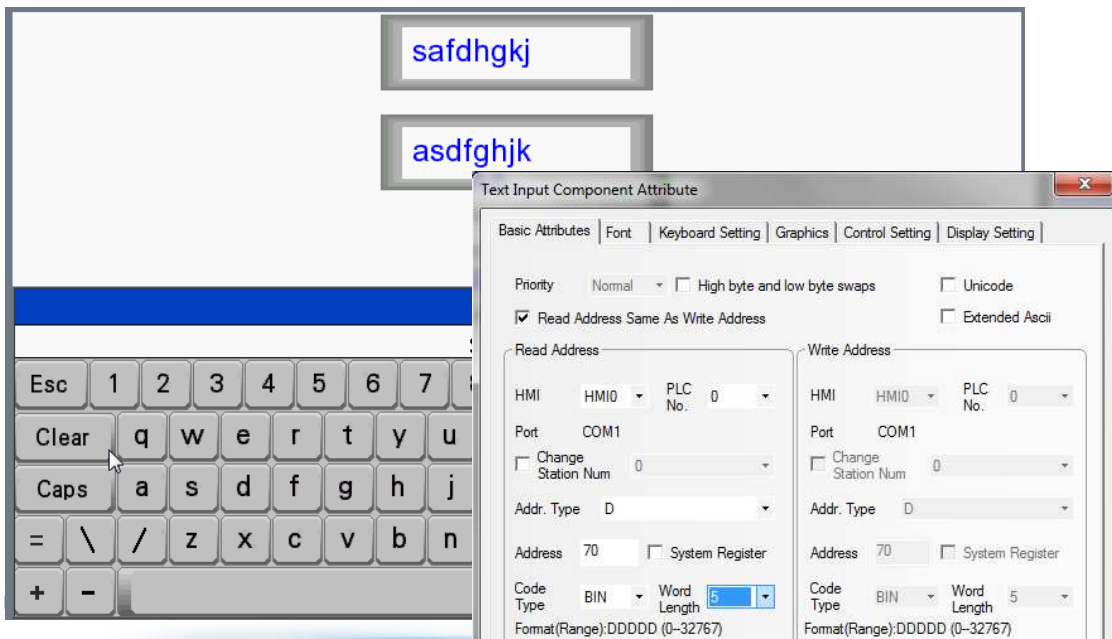 safdhgkj
asdfghjk
Text Input Component Attribute
Basic Attributes Font Keyboard Setting Graphics Control Setting Display Setting
Priority Normal High byte and low byte swaps Unicode
Read Address Same As Write Address Extended Ascii
Read Address Write Address
HMI HMI0 PLC No. 0 HMI HMI0 PLC No. 0
Port COM1 Port COM1
Change Station Num 0 Change Station Num 0
Addr. Type D Addr. Type D
Address 70 System Register Address 70 System Register
Code Type BIN Word Length 5 Code Type BIN Word Length 5
Format(Range):DDDDD (0--32767) Format(Range):DDDDD (0--32767)
Esc 1 2 3 4 5 6 7
Clear q w e r t y u
Caps a s d f g h j
= \ / z x c v b n
+ -